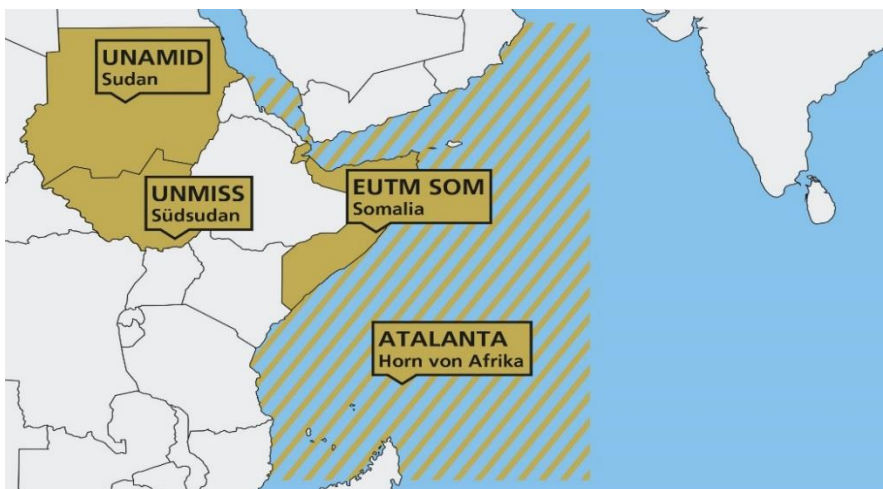 UNAMID
Sudan
UNMISS
Südsudan
EUTM SOM
Somalia
ATALANTA
Horn von Afrika